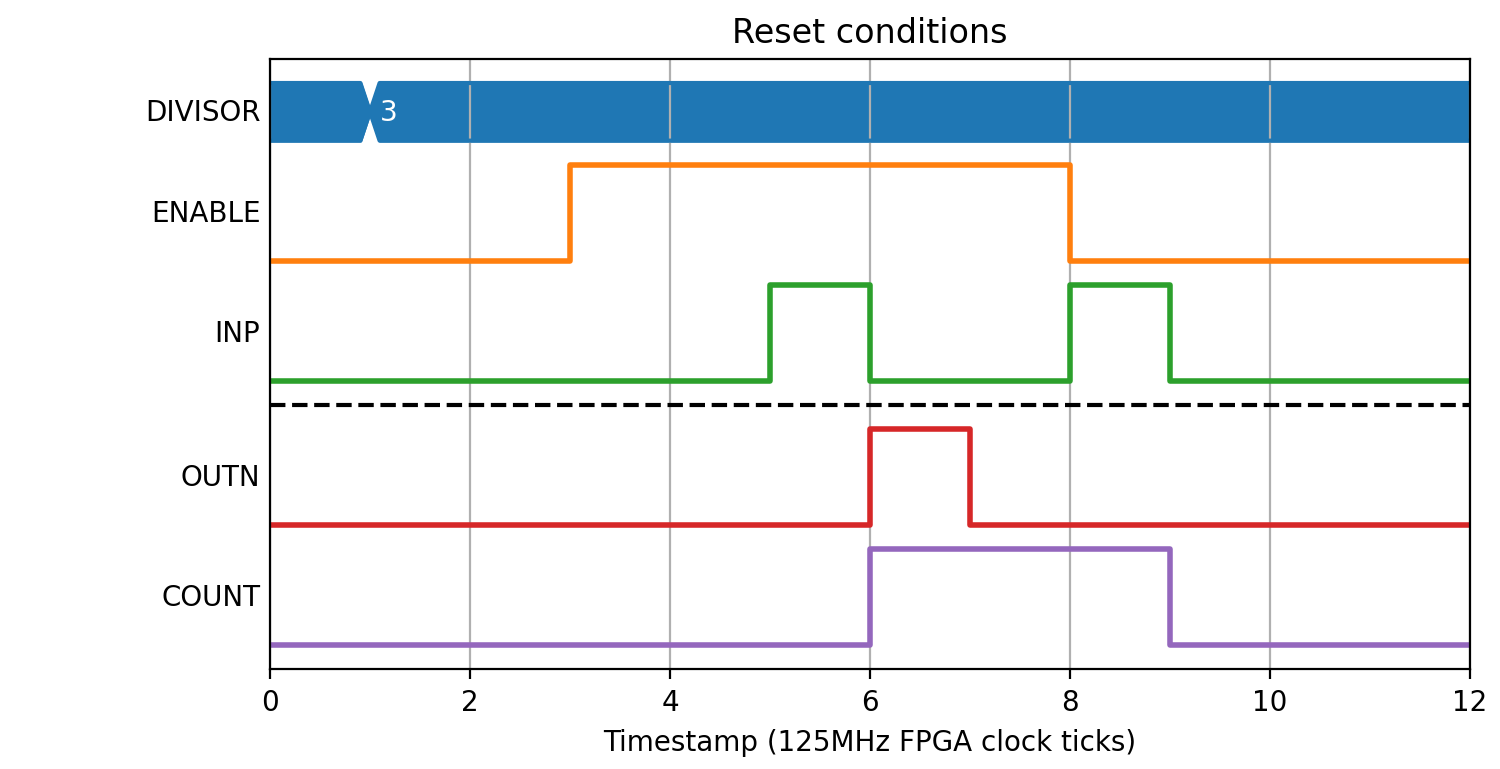 Reset conditions
DIVISOR
3
ENABLE
INP
OUTN
COUNT
0 2 4 6 8 10 12
Timestamp (125MHz FPGA clock ticks)